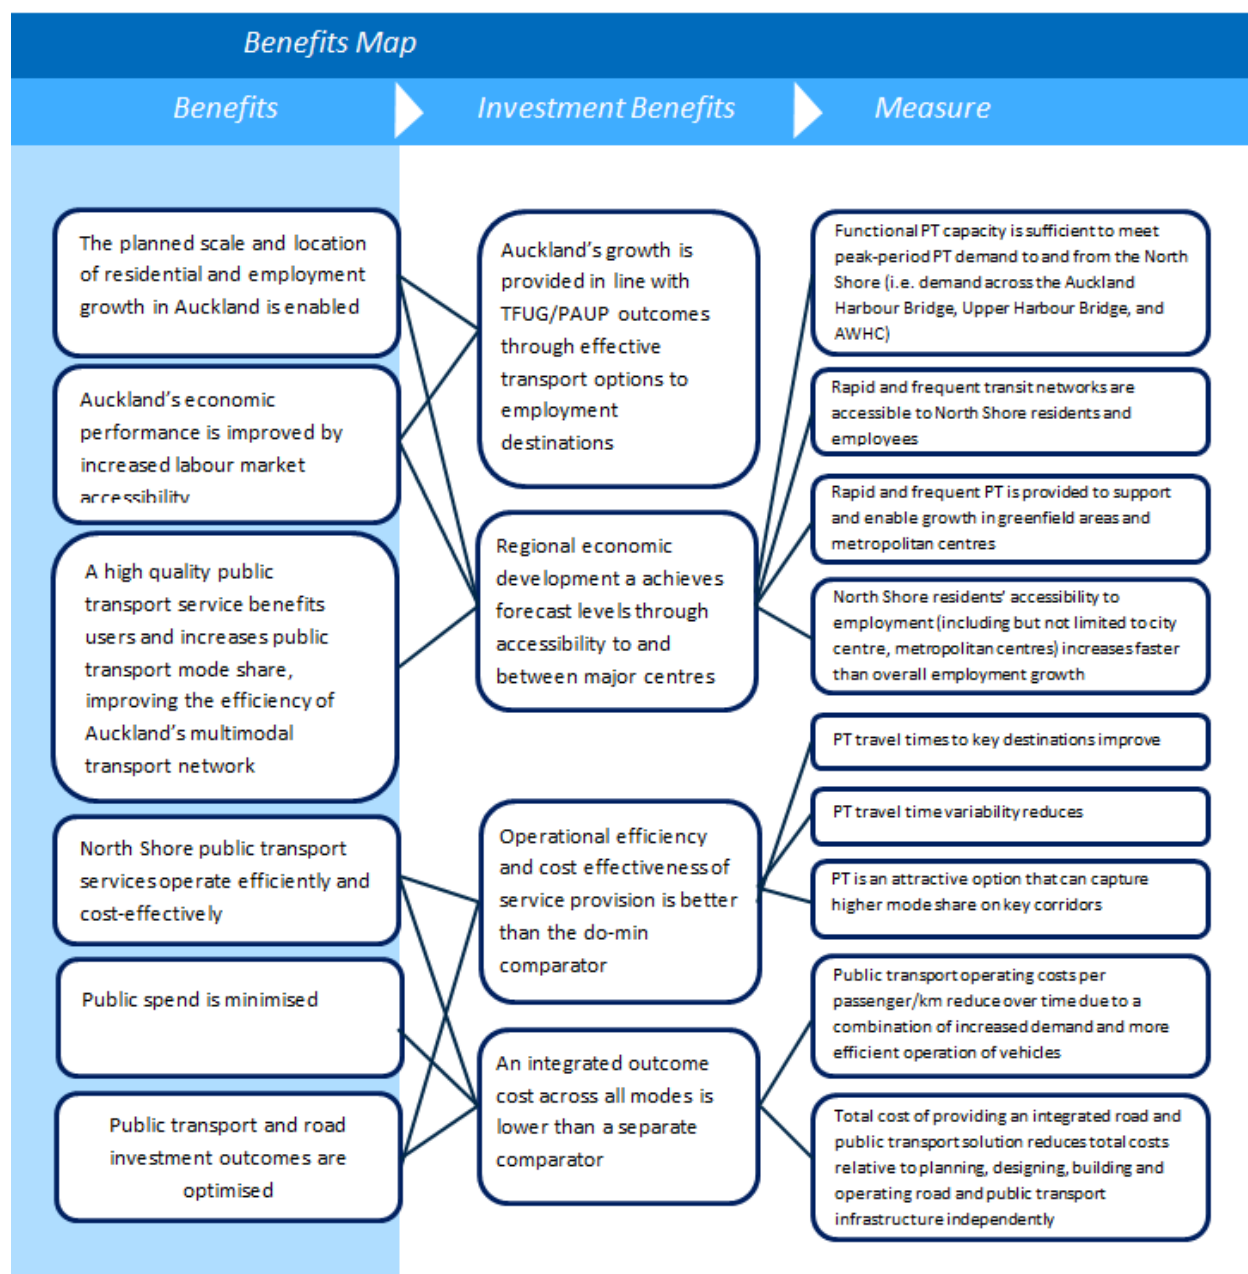 Benefits Map
Benefits
Investment Benefits
Measure
The planned scale and location
of residential and employment
growth in Auckland is enabled
Auckland's economic
performance is improved by
increased labour market
accessibility
A high quality public
transport service benefits
users and increases public
transport mode share,
improving the efficiency of
Auckland's multimodal
transport network
North Shore public transport
services operate efficiently and
cost-effectively
Public spend is minimised
Public transport and road
investment outcomes are
optimised
Auckland's growth is
provided in line with
TFUG/PAUP outcomes
through effective
transport options to
employment
destinations
Regional economic
development a achieves
forecast levels through
accessibility to and
between major centres
Operational efficiency
and cost effectiveness of
service provision is better
than the do-min
comparator
An integrated outcome
cost across all modes is
lower than a separate
comparator
Functional PT capacity is sufficient to meet
peak-period PT demand to and from the North
Shore (i.e. demand across the Auckland
Harbour Bridge, Upper Harbour Bridge, and
AWHC)
Rapid and frequent transit networks are
accessible to North Shore residents and
employees
Rapid and frequent PT is provided to support
and enable growth in greenfield areas and
metropolitan centres
North Shore residents' accessibility to
employment (including but not limited to city
centre, metropolitan centres) increases faster
than overall employment growth
PT travel times to key destinations improve
PT travel time variability reduces
PT is an attractive option that can capture
higher mode share on key corridors
Public transport operating costs per
passenger/km reduce over time due to a
combination of increased demand and more
efficient operation of vehicles
Total cost of providing an integrated road and
public transport solution reduces total costs
relative to planning, designing, building and
operating road and public transport
infrastructure independently